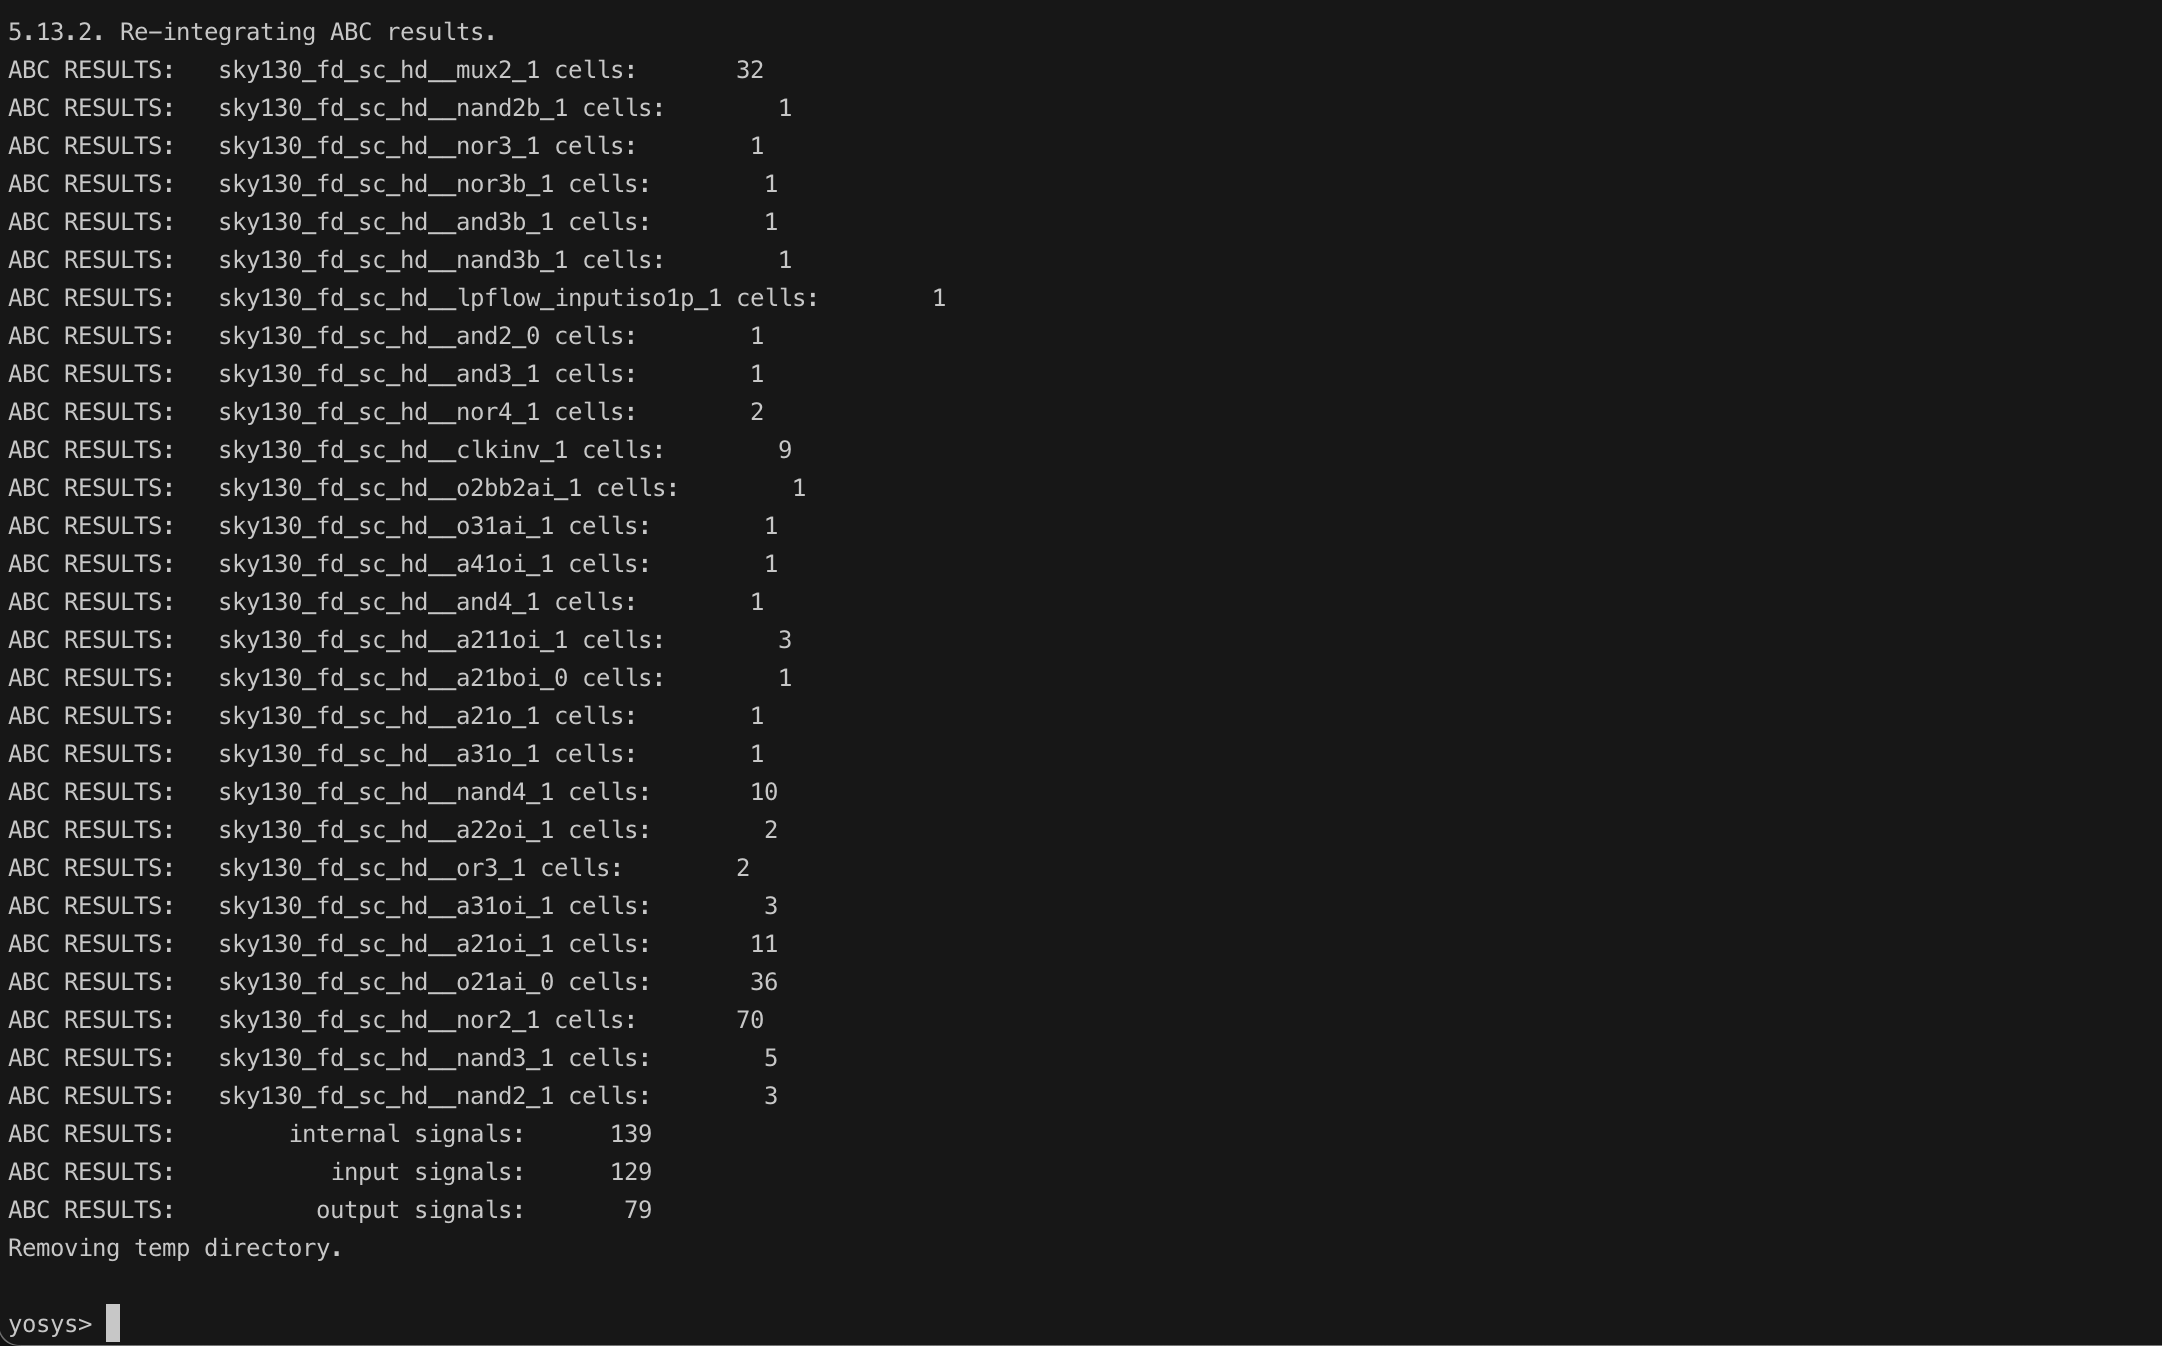 5.13.2. Re-integrating ABC results.
ABC RESULTS:   sky130_fd_sc_hd__mux2_1 cells:       32
ABC RESULTS:   sky130_fd_sc_hd__nand2b_1 cells:        1
ABC RESULTS:   sky130_fd_sc_hd__nor3_1 cells:        1
ABC RESULTS:   sky130_fd_sc_hd__nor3b_1 cells:        1
ABC RESULTS:   sky130_fd_sc_hd__and3b_1 cells:        1
ABC RESULTS:   sky130_fd_sc_hd__nand3b_1 cells:        1
ABC RESULTS:   sky130_fd_sc_hd__lpflow_inputiso1p_1 cells:        1
ABC RESULTS:   sky130_fd_sc_hd__and2_0 cells:        1
ABC RESULTS:   sky130_fd_sc_hd__and3_1 cells:        1
ABC RESULTS:   sky130_fd_sc_hd__nor4_1 cells:        2
ABC RESULTS:   sky130_fd_sc_hd__clkinv_1 cells:        9
ABC RESULTS:   sky130_fd_sc_hd__o2bb2ai_1 cells:        1
ABC RESULTS:   sky130_fd_sc_hd__o31ai_1 cells:        1
ABC RESULTS:   sky130_fd_sc_hd__a41oi_1 cells:        1
ABC RESULTS:   sky130_fd_sc_hd__and4_1 cells:        1
ABC RESULTS:   sky130_fd_sc_hd__a211oi_1 cells:        3
ABC RESULTS:   sky130_fd_sc_hd__a21boi_0 cells:        1
ABC RESULTS:   sky130_fd_sc_hd__a21o_1 cells:        1
ABC RESULTS:   sky130_fd_sc_hd__a31o_1 cells:        1
ABC RESULTS:   sky130_fd_sc_hd__nand4_1 cells:       10
ABC RESULTS:   sky130_fd_sc_hd__a22oi_1 cells:        2
ABC RESULTS:   sky130_fd_sc_hd__or3_1 cells:        2
ABC RESULTS:   sky130_fd_sc_hd__a31oi_1 cells:        3
ABC RESULTS:   sky130_fd_sc_hd__a21oi_1 cells:       11
ABC RESULTS:   sky130_fd_sc_hd__o21ai_0 cells:       36
ABC RESULTS:   sky130_fd_sc_hd__nor2_1 cells:       70
ABC RESULTS:   sky130_fd_sc_hd__nand3_1 cells:        5
ABC RESULTS:   sky130_fd_sc_hd__nand2_1 cells:        3
ABC RESULTS:        internal signals:      139
ABC RESULTS:           input signals:      129
ABC RESULTS:          output signals:       79
Removing temp directory.
yosys>